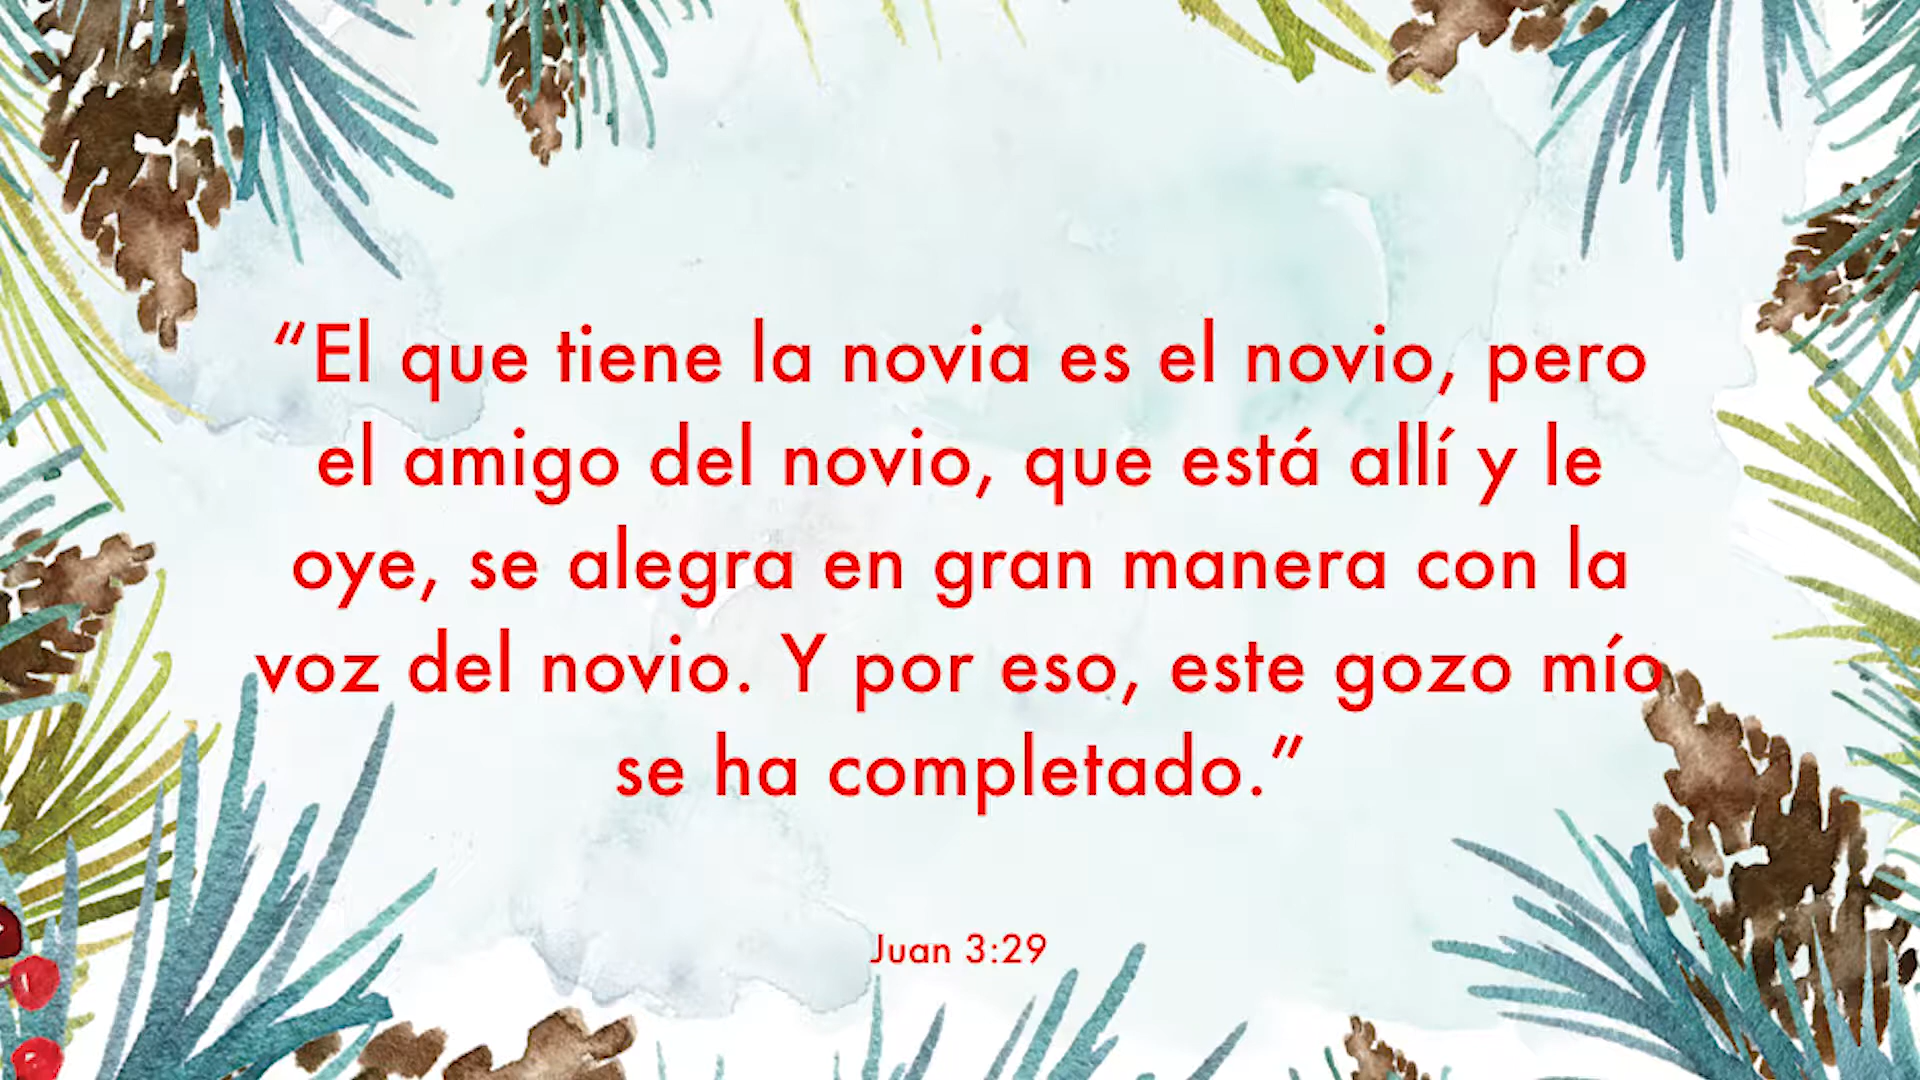 “El que tiene la novia es el novio, pero
el amigo del novio, que está allí y le
oye, se alegra en gran manera con la
voz del novio. Y por eso, este gozo mío
se ha completado.”
Juan 3:29